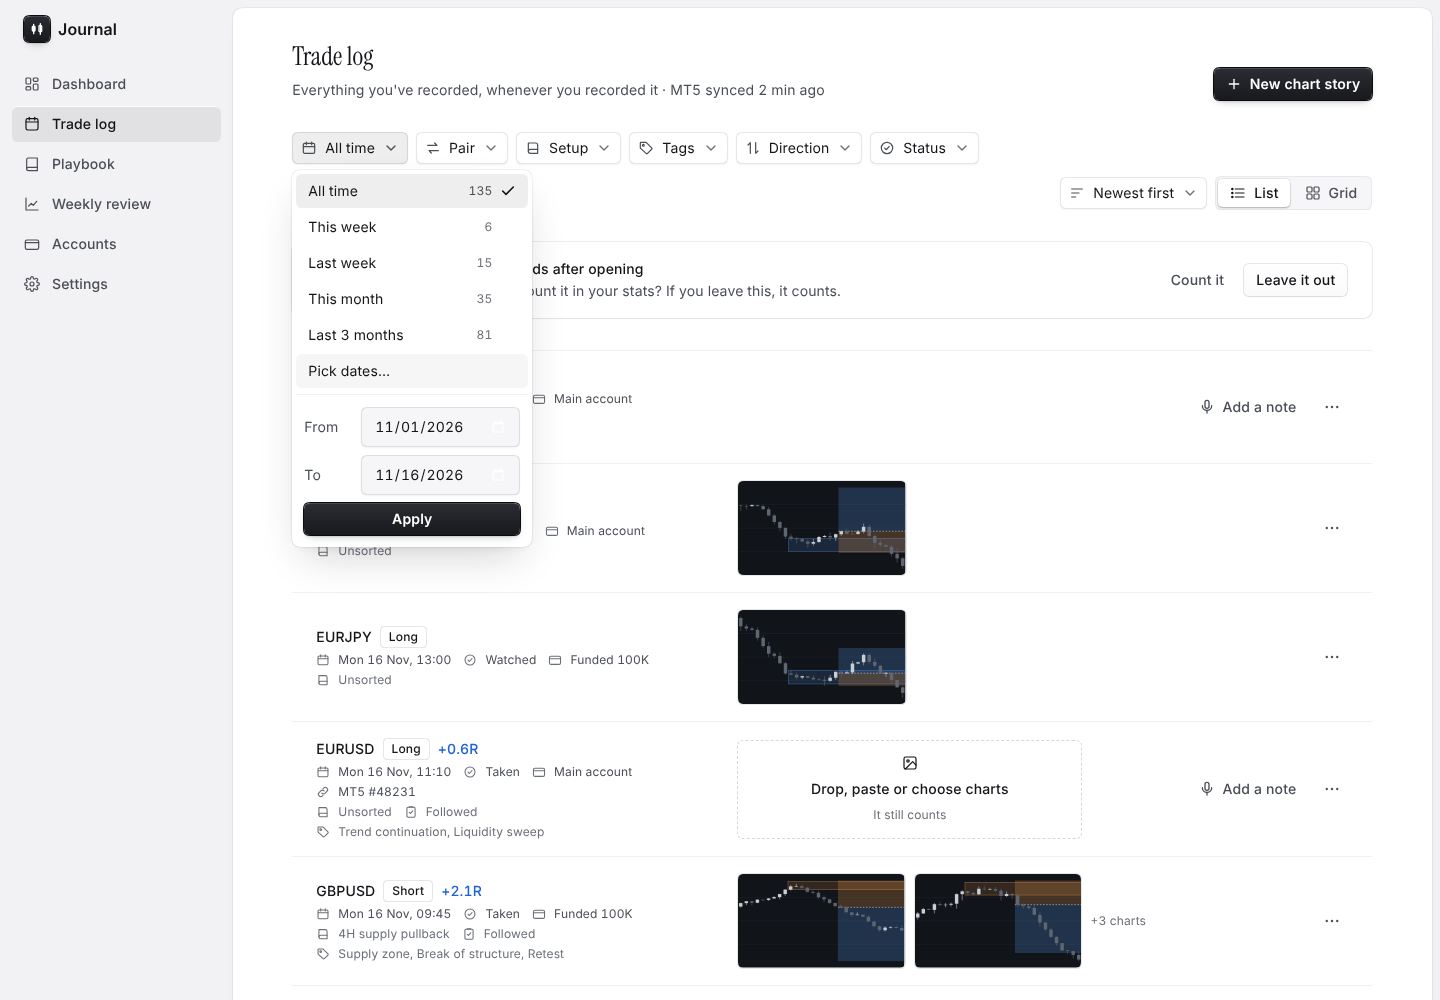 Journal
Dashboard
Trade log
Playbook
Weekly review
Accounts
Settings
Trade log
Everything you've recorded, whenever you recorded it · MT5 synced 2 min ago
New chart story
All time
Pair
Setup
Tags
Direction
Status
All time 135
This week 6
Last week 15
This month 35
Last 3 months 81
Pick dates...
From 11/01/2026
To 11/16/2026
Apply
Newest first
List
Grid
after opening
it in your stats? If you leave this, it counts.
Count it
Leave it out
Main account
Add a note
Main account
Unsorted
EURJPY Long
Mon 16 Nov, 13:00 Watched Funded 100K
Unsorted
EURUSD Long +0.6R
Mon 16 Nov, 11:10 Taken Main account
MT5 #48231
Unsorted Followed
Trend continuation, Liquidity sweep
Drop, paste or choose charts
It still counts
Add a note
GBPUSD Short +2.1R
Mon 16 Nov, 09:45 Taken Funded 100K
4H supply pullback Followed
Supply zone, Break of structure, Retest
+3 charts